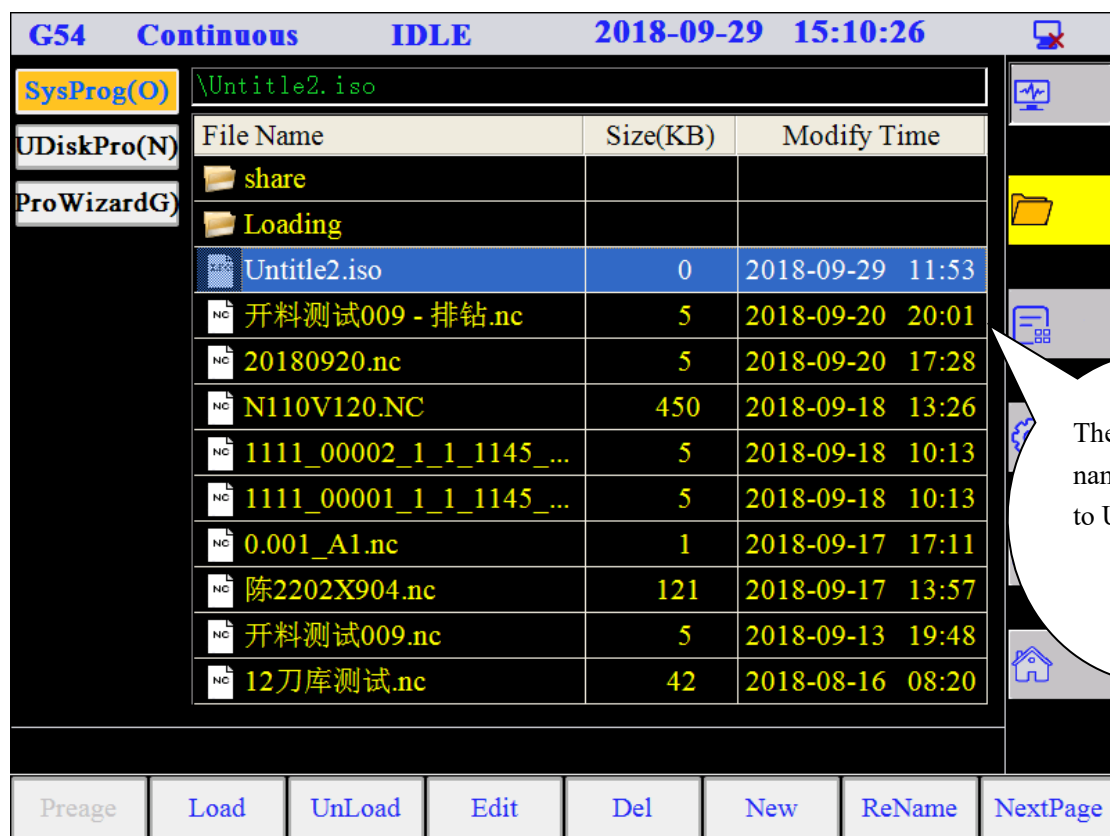 G54 Continuous IDLE 2018-09-29 15:10:26
SysProg(O)
UDiskPro(N)
ProWizardG)
\Untitle2.iso
File Name Size(KB) Modify Time
share
Loading
Untitle2.iso 0 2018-09-29 11:53
开料测试009 - 排钻.nc 5 2018-09-20 20:01
20180920.nc 5 2018-09-20 17:28
N110V120.NC 450 2018-09-18 13:26
1111_00002_1_1_1145_... 5 2018-09-18 10:13
1111_00001_1_1_1145_... 5 2018-09-18 10:13
0.001_A1.nc 1 2018-09-17 17:11
陈2202X904.nc 121 2018-09-17 13:57
开料测试009.nc 5 2018-09-13 19:48
12刀库测试.nc 42 2018-08-16 08:20
to
Preage Load UnLoad Edit Del New ReName NextPage